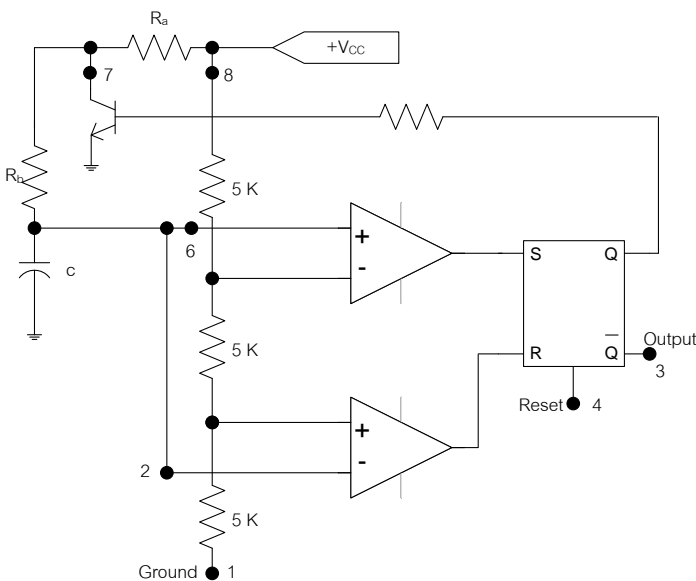 Ra
+VCC
7
8
Rb
5 K
6
+
-
S
Q
c
5 K
R
Q
Output
3
Reset
4
+
-
2
5 K
Ground
1